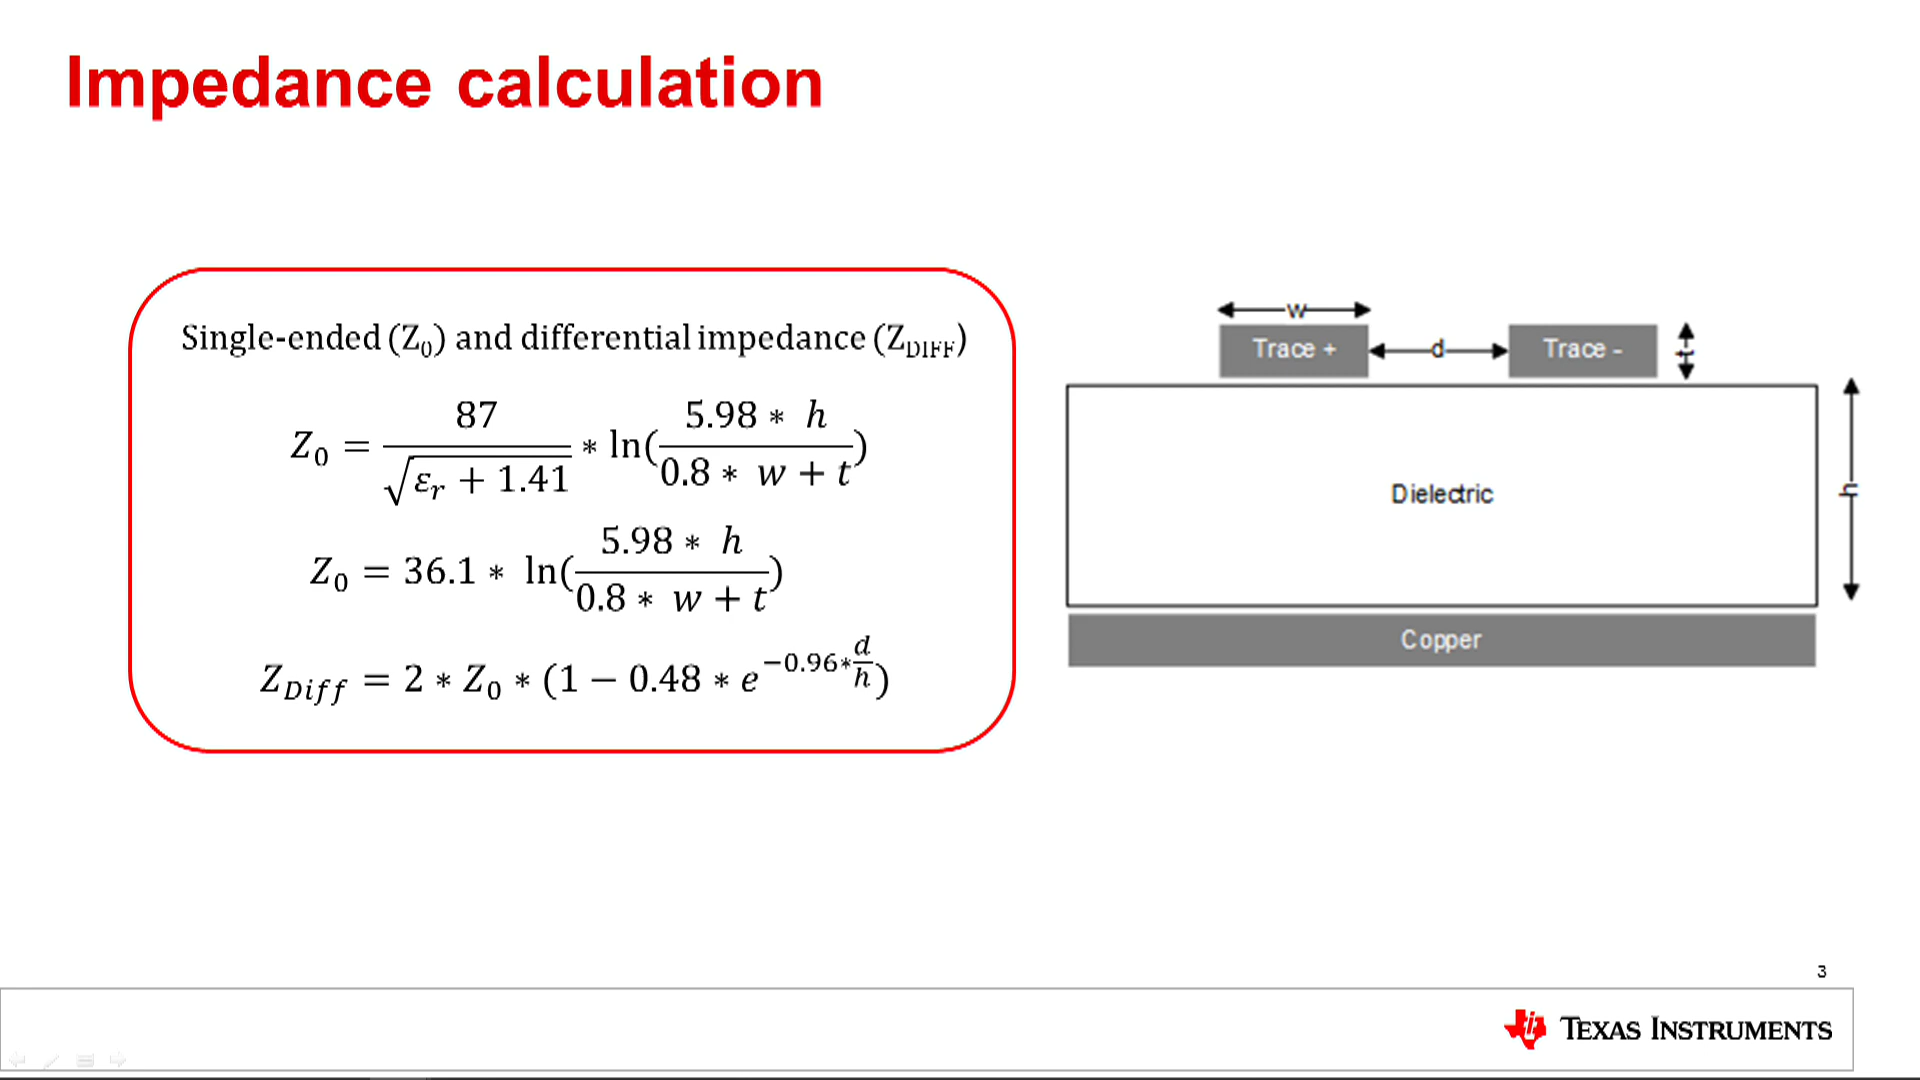 Impedance calculation
Single-ended (Z₀) and differential impedance (Z_DIFF)
Z₀ = 87 / √(εᵣ + 1.41) * ln(5.98 * h / 0.8 * w + t)
Z₀ = 36.1 * ln(5.98 * h / 0.8 * w + t)
Z_Diff = 2 * Z₀ * (1 − 0.48 * e^(−0.96 * d/h))
w
Trace +
d
Trace -
t
Dielectric
h
Copper
3
TEXAS INSTRUMENTS